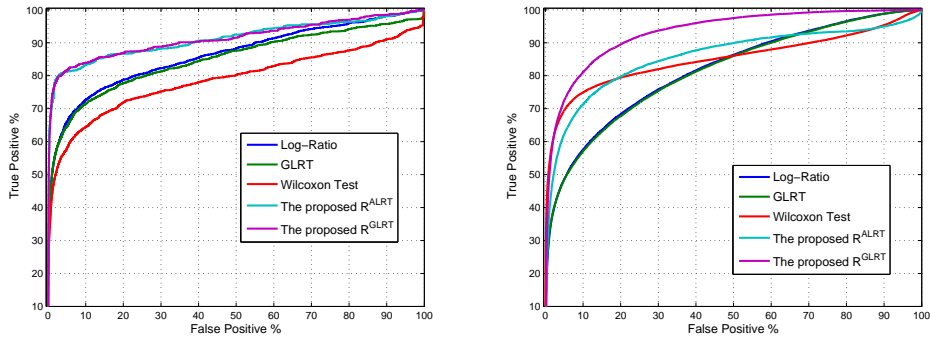 100
90
80
70
60
50
40
30
20
10
True Positive %
0 10 20 30 40 50 60 70 80 90 100
False Positive %
Log−Ratio
GLRT
Wilcoxon Test
The proposed R^ALRT
The proposed R^GLRT
100
90
80
70
60
50
40
30
20
10
True Positive %
0 10 20 30 40 50 60 70 80 90 100
False Positive %
Log−Ratio
GLRT
Wilcoxon Test
The proposed R^ALRT
The proposed R^GLRT